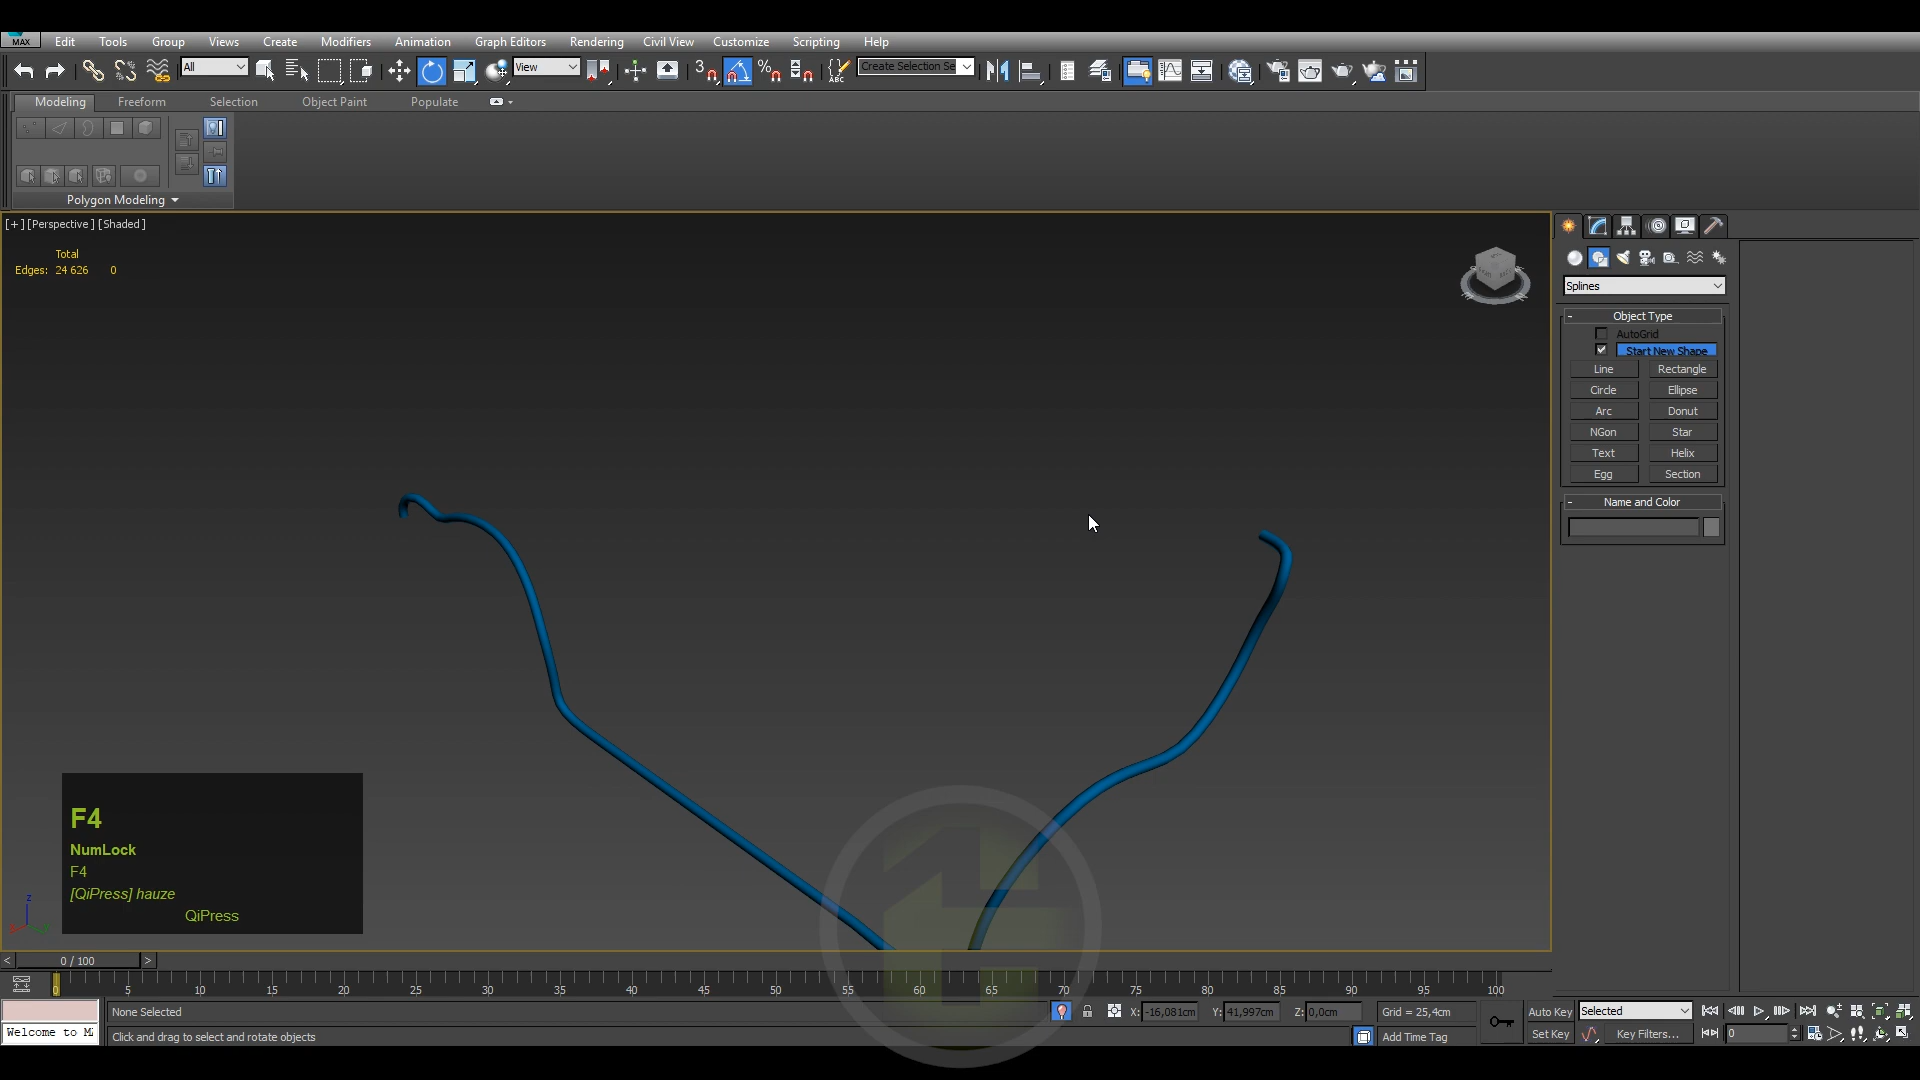 MAX Edit Tools Group Views Create Modifiers Animation Graph Editors Rendering Civil View Customize Scripting Help
All View 3 % ABC Create Selection Se
Modeling Freeform Selection Object Paint Populate
Polygon Modeling
[+] [Perspective] [Shaded]
Total
Edges: 24 626 0
Splines
- Object Type
AutoGrid
Start New Shape
Line Rectangle
Circle Ellipse
Arc Donut
NGon Star
Text Helix
Egg Section
- Name and Color
F4
NumLock
F4
[QiPress] hauze
QiPress
z
< 0 / 100 >
0 5 10 15 20 25 30 35 40 45 50 55 60 65 70 75 80 85 90 95 100
None Selected X: -16,081cm Y: 41,997cm Z: 0,0cm Grid = 25,4cm Auto Key Selected
Welcome to M Click and drag to select and rotate objects Add Time Tag Set Key Key Filters... 0